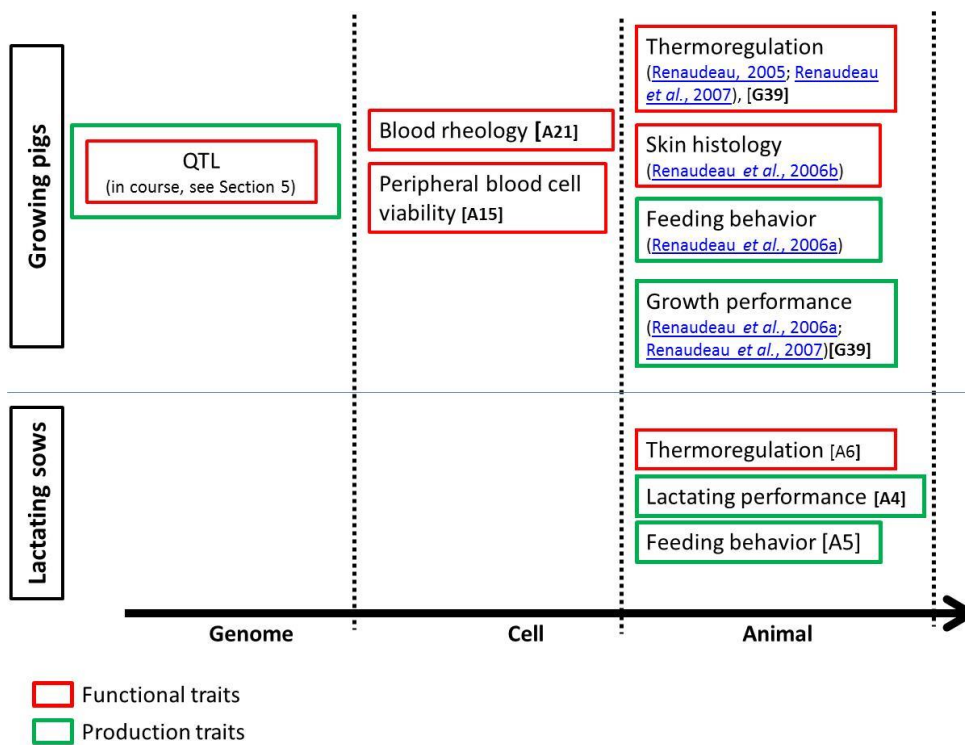 Growing pigs
QTL
(in course, see Section 5)
Blood rheology [A21]
Peripheral blood cell
viability [A15]
Thermoregulation
(Renaudeau, 2005; Renaudeau
et al., 2007), [G39]
Skin histology
(Renaudeau et al., 2006b)
Feeding behavior
(Renaudeau et al., 2006a)
Growth performance
(Renaudeau et al., 2006a;
Renaudeau et al., 2007)[G39]
Lactating sows
Thermoregulation [A6]
Lactating performance [A4]
Feeding behavior [A5]
Genome
Cell
Animal
Functional traits
Production traits